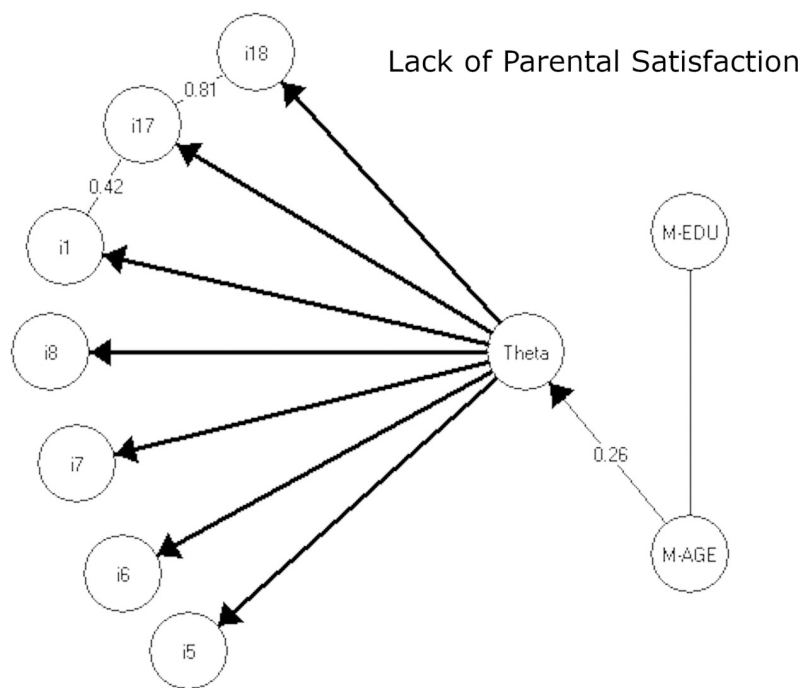 Lack of Parental Satisfaction
i18
0.81
i17
0.42
i1
M-EDU
i8
Theta
i7
0.26
M-AGE
i6
i5